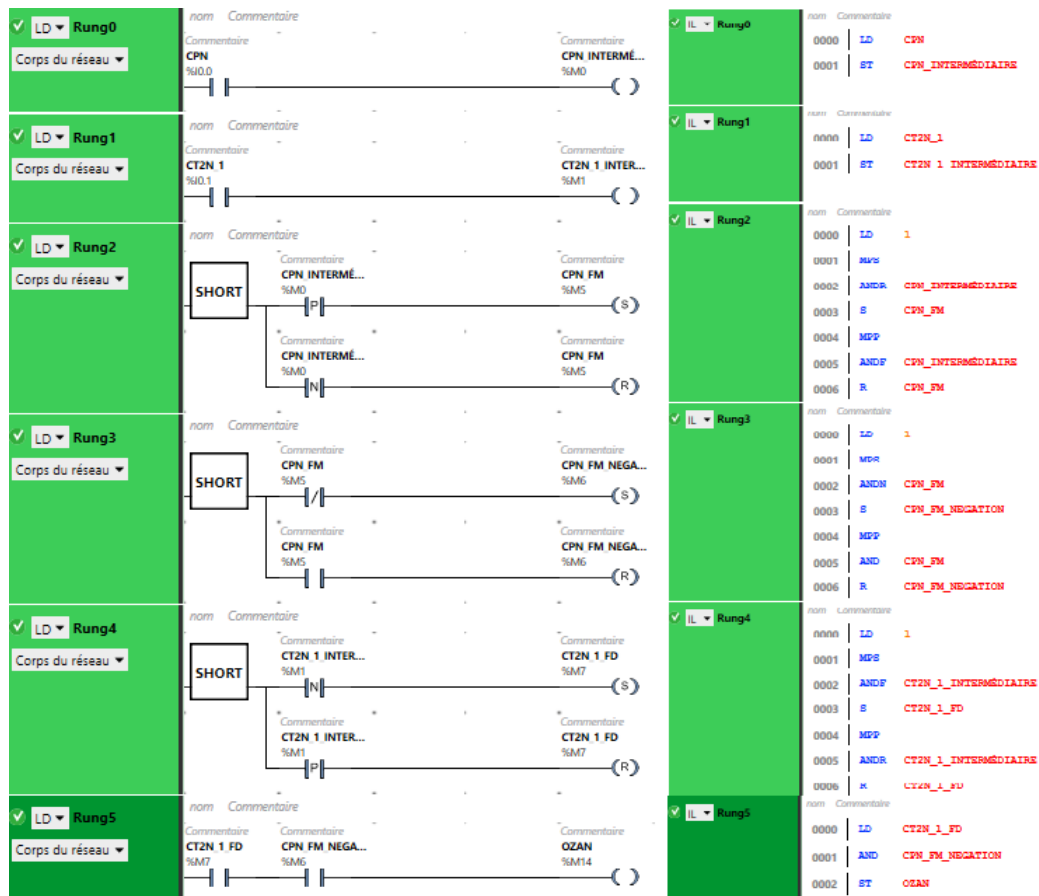 LD Rung0
Corps du réseau
nom Commentaire
Commentaire Commentaire
CPN CPN_INTERMÉ...
%I0.0 %M0
LD Rung1
Corps du réseau
nom Commentaire
Commentaire Commentaire
CT2N_1 CT2N_1_INTER...
%I0.1 %M1
LD Rung2
Corps du réseau
nom Commentaire
SHORT
Commentaire Commentaire
CPN_INTERMÉ... CPN_FM
%M0 %M5
P S
Commentaire Commentaire
CPN_INTERMÉ... CPN_FM
%M0 %M5
N R
LD Rung3
Corps du réseau
nom Commentaire
SHORT
Commentaire Commentaire
CPN_FM CPN_FM_NEGA...
%M5 %M6
/ S
Commentaire Commentaire
CPN_FM CPN_FM_NEGA...
%M5 %M6
R
LD Rung4
Corps du réseau
nom Commentaire
SHORT
Commentaire Commentaire
CT2N_1_INTER... CT2N_1_FD
%M1 %M7
N S
Commentaire Commentaire
CT2N_1_INTER... CT2N_1_FD
%M1 %M7
P R
LD Rung5
Corps du réseau
nom Commentaire
Commentaire Commentaire Commentaire
CT2N_1_FD CPN_FM_NEGA... OZAN
%M7 %M6 %M14
IL Rung0
nom Commentaire
0000 LD CPN
0001 ST CPN_INTERMÉDIAIRE
IL Rung1
nom Commentaire
0000 LD CT2N_1
0001 ST CT2N_1_INTERMÉDIAIRE
IL Rung2
nom Commentaire
0000 LD 1
0001 MPS
0002 ANDR CPN_INTERMÉDIAIRE
0003 S CPN_FM
0004 MPP
0005 ANDF CPN_INTERMÉDIAIRE
0006 R CPN_FM
IL Rung3
nom Commentaire
0000 LD 1
0001 MPS
0002 ANDN CPN_FM
0003 S CPN_FM_NEGATION
0004 MPP
0005 AND CPN_FM
0006 R CPN_FM_NEGATION
IL Rung4
nom Commentaire
0000 LD 1
0001 MPS
0002 ANDF CT2N_1_INTERMÉDIAIRE
0003 S CT2N_1_FD
0004 MPP
0005 ANDR CT2N_1_INTERMÉDIAIRE
0006 R CT2N_1_FD
IL Rung5
nom Commentaire
0000 LD CT2N_1_FD
0001 AND CPN_FM_NEGATION
0002 ST OZAN